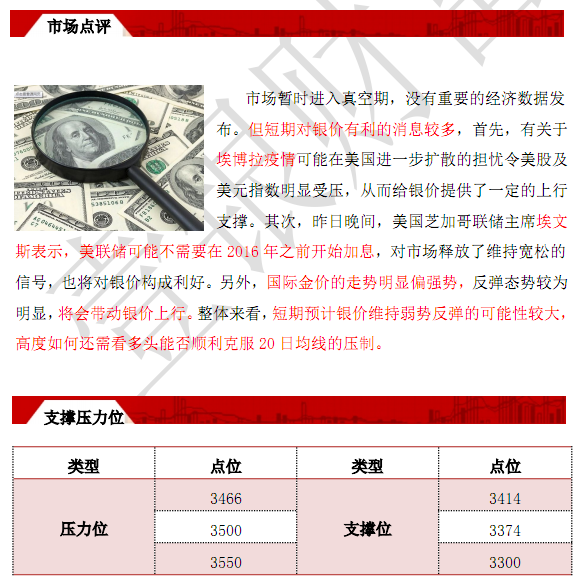 市场点评
市场暂时进入真空期，没有重要的经济数据发
布。但短期对银价有利的消息较多，首先，有关于
埃博拉疫情可能在美国进一步扩散的担忧令美股及
美元指数明显受压，从而给银价提供了一定的上行
支撑。其次，昨日晚间，美国芝加哥联储主席埃文
斯表示，美联储可能不需要在 2016 年之前开始加息，对市场释放了维持宽松的
信号，也将对银价构成利好。另外，国际金价的走势明显偏强势，反弹态势较为
明显，将会带动银价上行。整体来看，短期预计银价维持弱势反弹的可能性较大，
高度如何还需看多头能否顺利克服 20 日均线的压制。
支撑压力位
类型 点位 类型 点位
3466 3414
压力位 3500 支撑位 3374
3550 3300